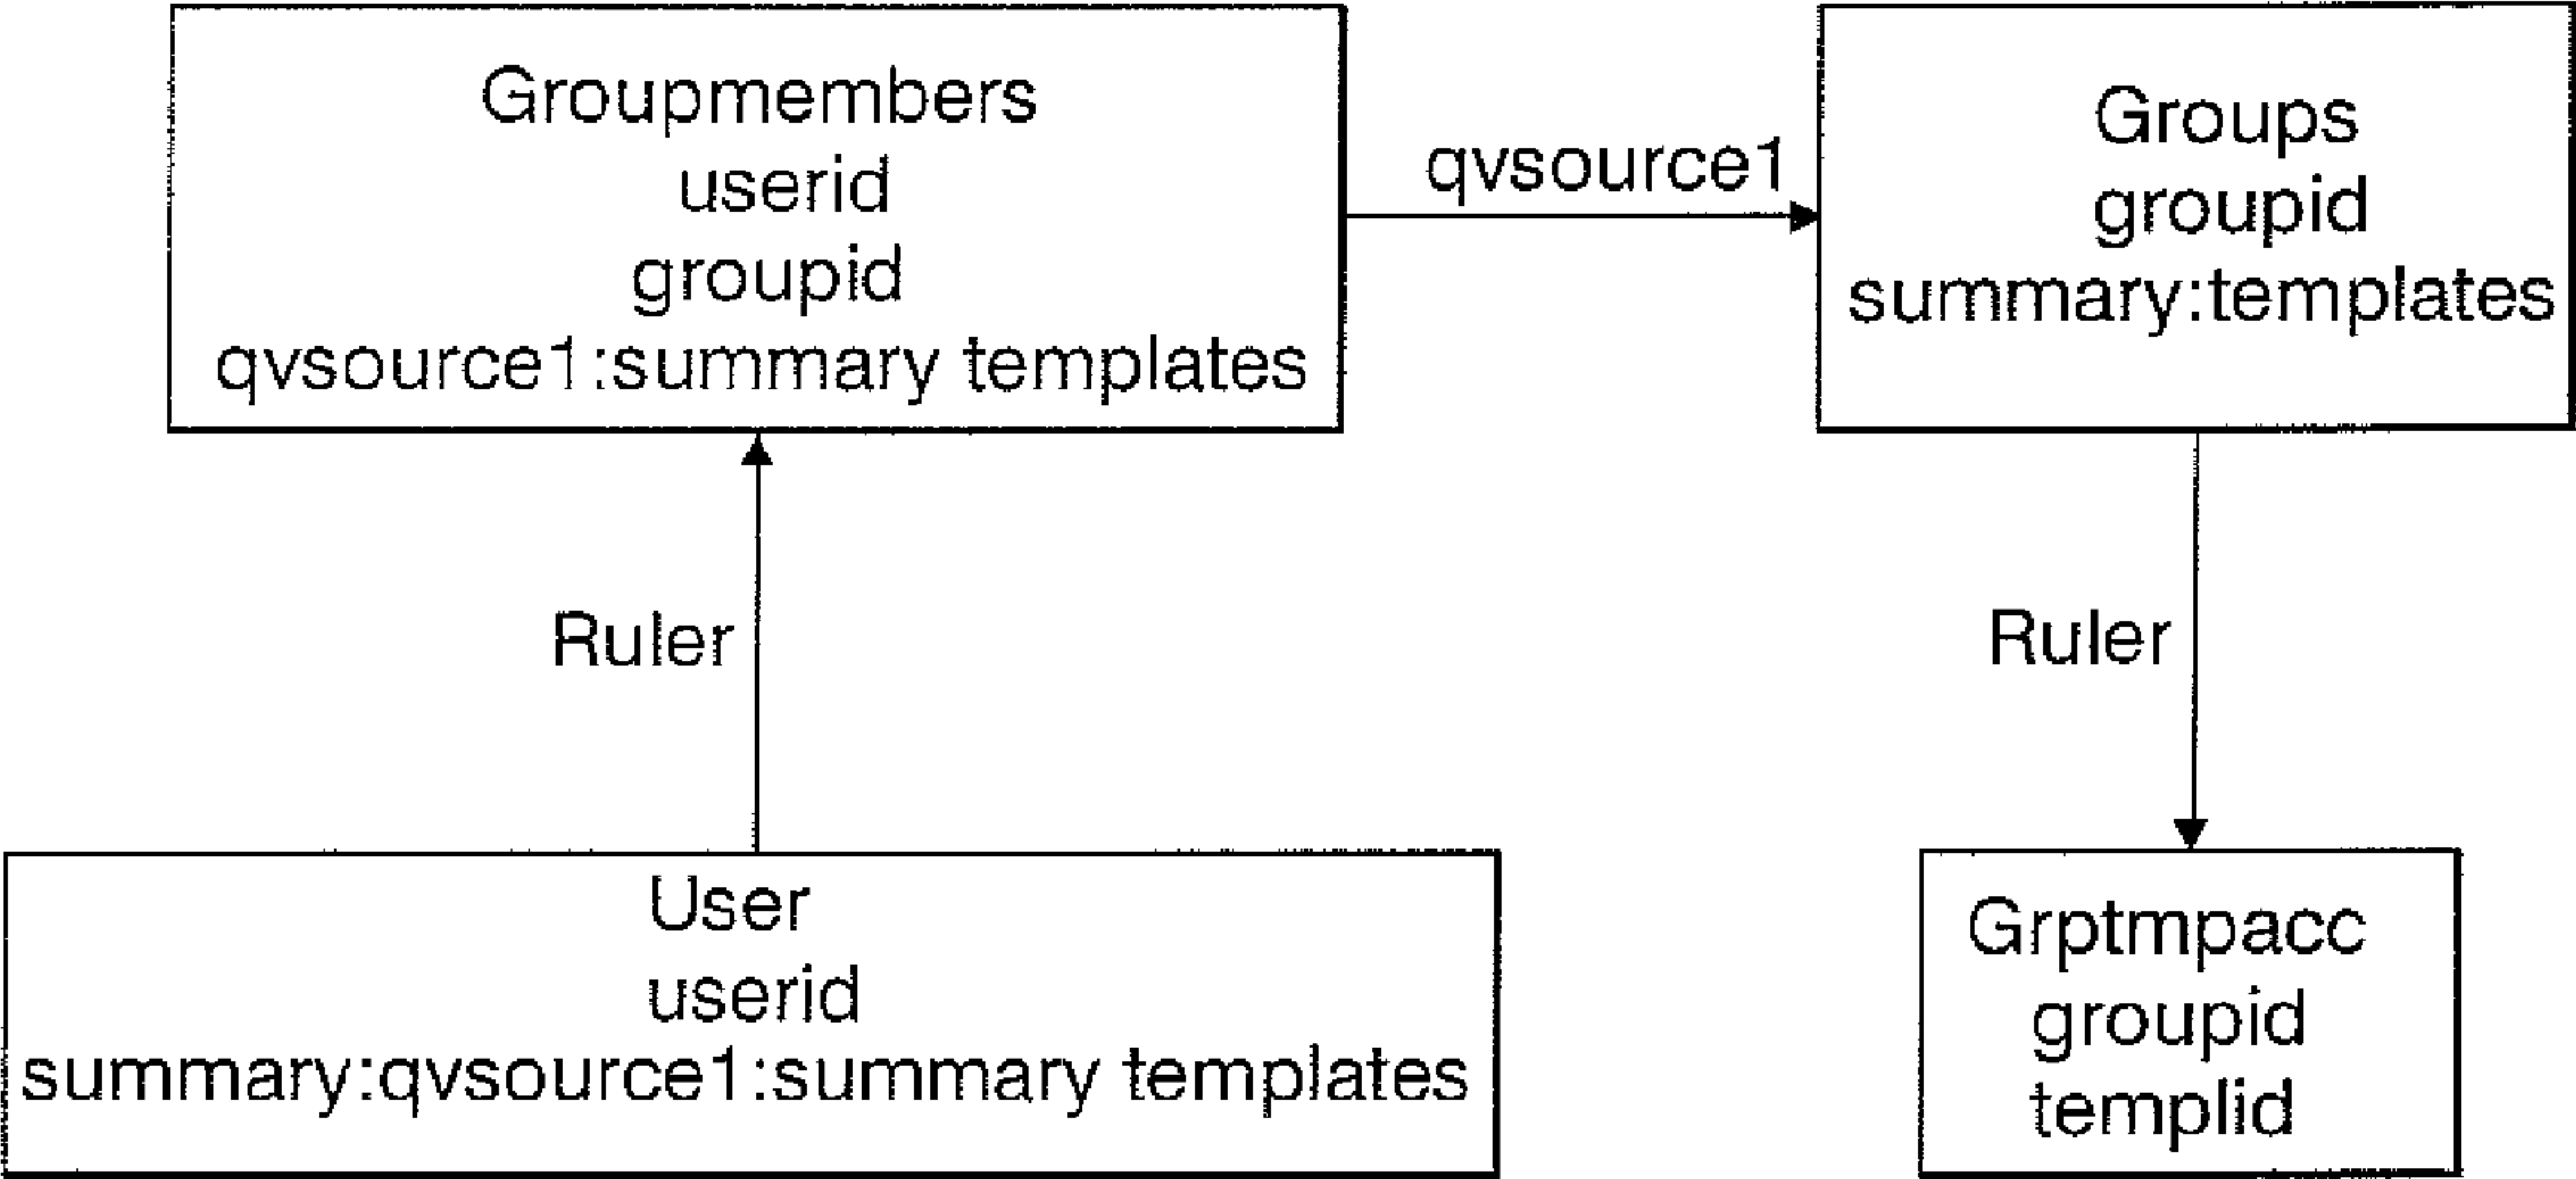 Groupmembers
userid
groupid
qvsource1:summary templates
qvsource1
Groups
groupid
summary:templates
Ruler
Ruler
User
userid
summary:qvsource1:summary templates
Grptmpacc
groupid
templid